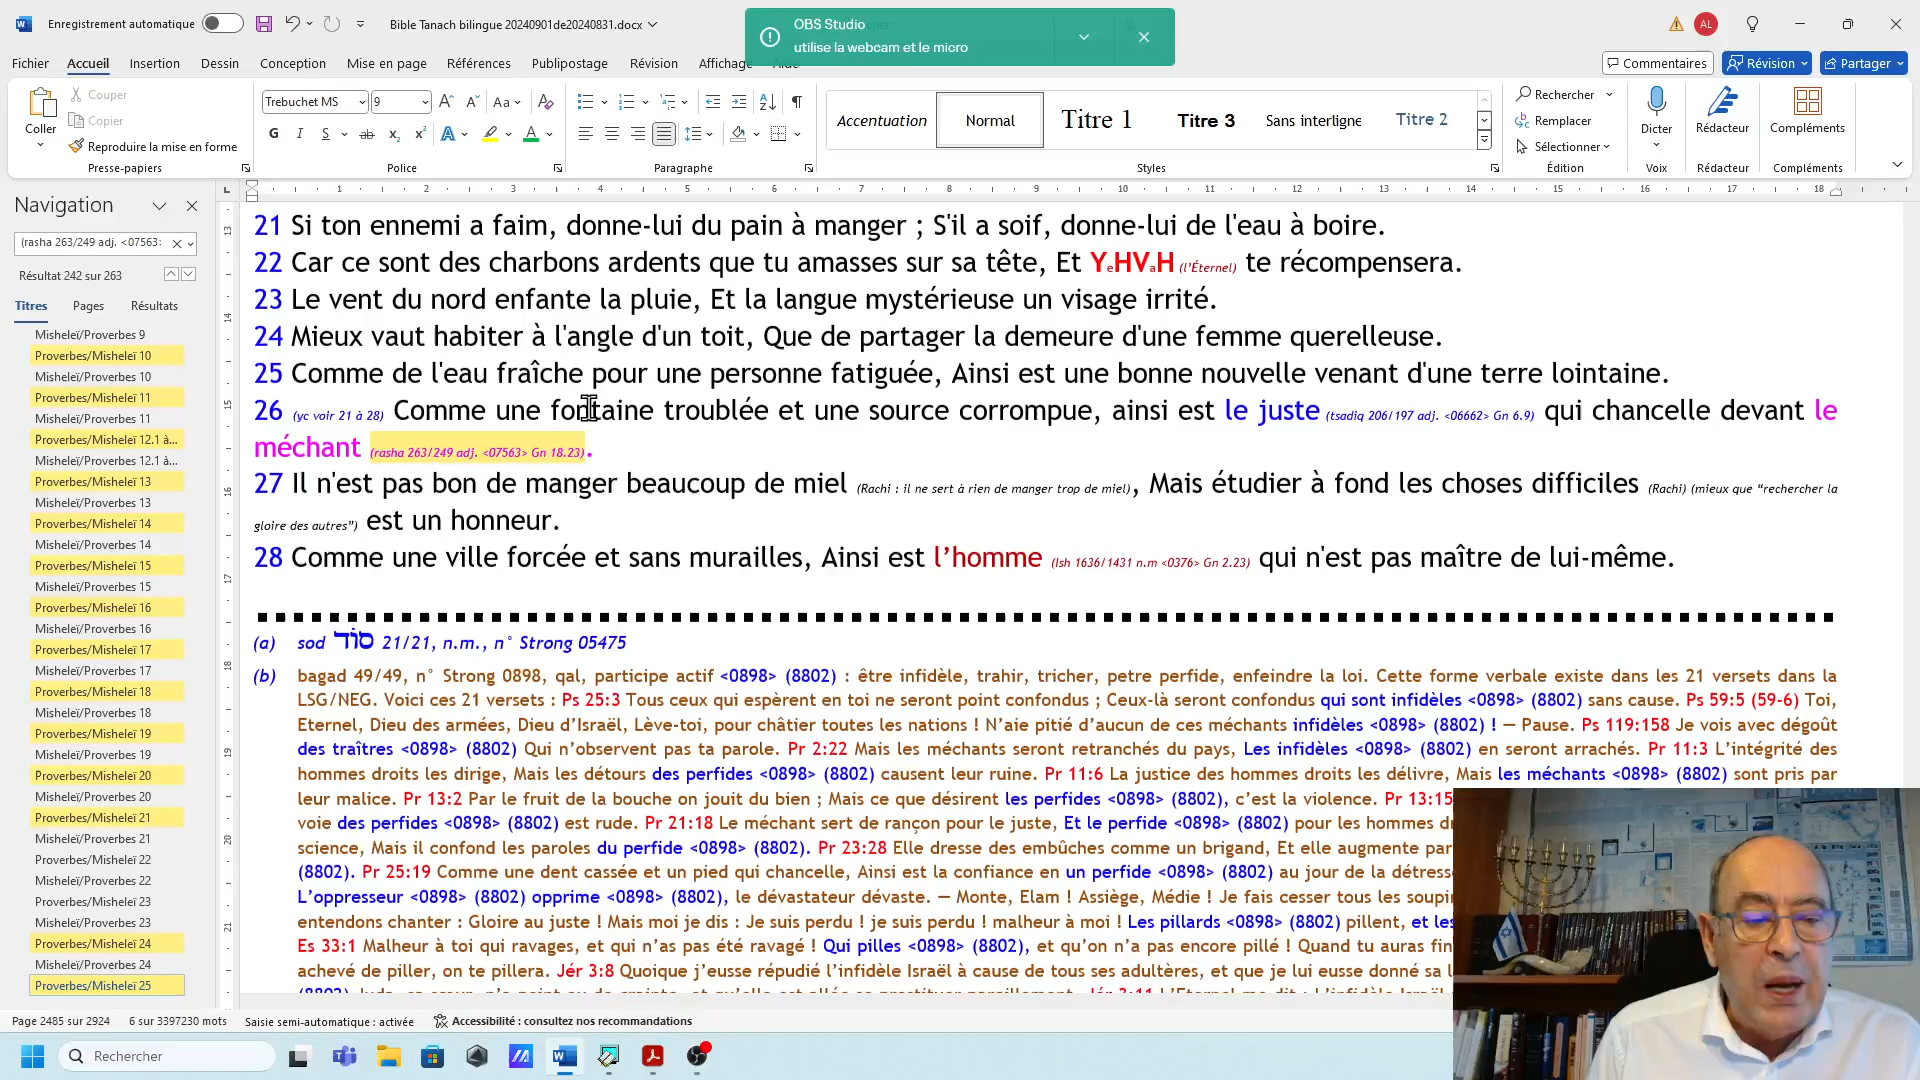 Enregistrement automatique
Bible Tanach bilingue 20240901de20240831.docx
OBS Studio
utilise la webcam et le micro
AL
Fichier Accueil Insertion Dessin Conception Mise en page Références Publipostage Révision Affichage Aide
Commentaires Révision Partager
Coller
Couper
Copier
Reproduire la mise en forme
Presse-papiers
Trebuchet MS 9
Police
Paragraphe
Accentuation Normal Titre 1 Titre 3 Sans interligne Titre 2
Styles
Rechercher
Remplacer
Sélectionner
Édition
Dicter
Voix
Rédacteur
Rédacteur
Compléments
Compléments
Navigation
(rasha 263/249 adj. <07563>
Résultat 242 sur 263
Titres Pages Résultats
Misheleï/Proverbes 9
Proverbes/Misheleï 10
Misheleï/Proverbes 10
Proverbes/Misheleï 11
Misheleï/Proverbes 11
Proverbes/Misheleï 12.1 à...
Misheleï/Proverbes 12.1 à...
Proverbes/Misheleï 13
Misheleï/Proverbes 13
Proverbes/Misheleï 14
Misheleï/Proverbes 14
Proverbes/Misheleï 15
Misheleï/Proverbes 15
Proverbes/Misheleï 16
Misheleï/Proverbes 16
Proverbes/Misheleï 17
Misheleï/Proverbes 17
Proverbes/Misheleï 18
Misheleï/Proverbes 18
Proverbes/Misheleï 19
Misheleï/Proverbes 19
Proverbes/Misheleï 20
Misheleï/Proverbes 20
Proverbes/Misheleï 21
Misheleï/Proverbes 21
Proverbes/Misheleï 22
Misheleï/Proverbes 22
Proverbes/Misheleï 23
Misheleï/Proverbes 23
Proverbes/Misheleï 24
Misheleï/Proverbes 24
Proverbes/Misheleï 25
21 Si ton ennemi a faim, donne-lui du pain à manger ; S'il a soif, donne-lui de l'eau à boire.
22 Car ce sont des charbons ardents que tu amasses sur sa tête, Et YeHVaH (l'Éternel) te récompensera.
23 Le vent du nord enfante la pluie, Et la langue mystérieuse un visage irrité.
24 Mieux vaut habiter à l'angle d'un toit, Que de partager la demeure d'une femme querelleuse.
25 Comme de l'eau fraîche pour une personne fatiguée, Ainsi est une bonne nouvelle venant d'une terre lointaine.
26 (yc voir 21 à 28) Comme une fontaine troublée et une source corrompue, ainsi est le juste (tsadiq 206/197 adj. <06662> Gn 6.9) qui chancelle devant le
méchant (rasha 263/249 adj. <07563> Gn 18.23).
27 Il n'est pas bon de manger beaucoup de miel (Rachi : il ne sert à rien de manger trop de miel), Mais étudier à fond les choses difficiles (Rachi) (mieux que “rechercher la
gloire des autres”) est un honneur.
28 Comme une ville forcée et sans murailles, Ainsi est l’homme (Ish 1636/1431 n.m <0376> Gn 2.23) qui n'est pas maître de lui-même.
(a) sod סוֹד 21/21, n.m., n° Strong 05475
(b) bagad 49/49, n° Strong 0898, qal, participe actif <0898> (8802) : être infidèle, trahir, tricher, petre perfide, enfeindre la loi. Cette forme verbale existe dans les 21 versets dans la
LSG/NEG. Voici ces 21 versets : Ps 25:3 Tous ceux qui espèrent en toi ne seront point confondus ; Ceux-là seront confondus qui sont infidèles <0898> (8802) sans cause. Ps 59:5 (59-6) Toi,
Eternel, Dieu des armées, Dieu d’Israël, Lève-toi, pour châtier toutes les nations ! N’aie pitié d’aucun de ces méchants infidèles <0898> (8802) ! — Pause. Ps 119:158 Je vois avec dégoût
des traîtres <0898> (8802) Qui n’observent pas ta parole. Pr 2:22 Mais les méchants seront retranchés du pays, Les infidèles <0898> (8802) en seront arrachés. Pr 11:3 L’intégrité des
hommes droits les dirige, Mais les détours des perfides <0898> (8802) causent leur ruine. Pr 11:6 La justice des hommes droits les délivre, Mais les méchants <0898> (8802) sont pris par
leur malice. Pr 13:2 Par le fruit de la bouche on jouit du bien ; Mais ce que désirent les perfides <0898> (8802), c’est la violence. Pr 13:15
voie des perfides <0898> (8802) est rude. Pr 21:18 Le méchant sert de rançon pour le juste, Et le perfide <0898> (8802) pour les hommes
science, Mais il confond les paroles du perfide <0898> (8802). Pr 23:28 Elle dresse des embûches comme un brigand, Et elle augmente
(8802). Pr 25:19 Comme une dent cassée et un pied qui chancelle, Ainsi est la confiance en un perfide <0898> (8802) au jour de la
L’oppresseur <0898> (8802) opprime <0898> (8802), le dévastateur dévaste. — Monte, Elam ! Assiège, Médie ! Je fais cesser tous les
entendons chanter : Gloire au juste ! Mais moi je dis : Je suis perdu ! je suis perdu ! malheur à moi ! Les pillards <0898> (8802) pillent, et les
Es 33:1 Malheur à toi qui ravages, et qui n’as pas été ravagé ! Qui pilles <0898> (8802), et qu’on n’a pas encore pillé ! Quand tu auras
achevé de piller, on te pillera. Jér 3:8 Quoique j’eusse répudié l’infidèle Israël à cause de tous ses adultères, et que je lui eusse donné sa
Page 2485 sur 2924 6 sur 3397230 mots Saisie semi-automatique : activée Accessibilité : consultez nos recommandations
Rechercher